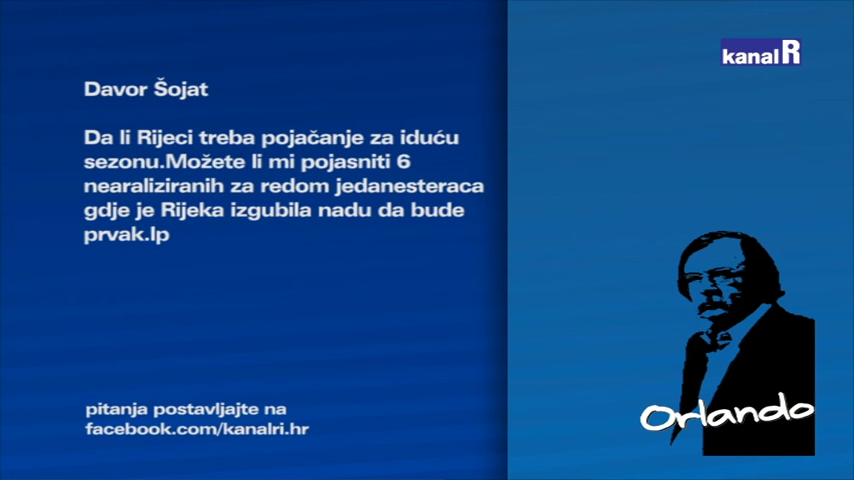 kanal R
Davor Šojat
Da li Rijeci treba pojačanje za iduću
sezonu.Možete li mi pojasniti 6
nearaliziranih za redom jedanesteraca
gdje je Rijeka izgubila nadu da bude
prvak.lp
Orlando
pitanja postavljajte na
facebook.com/kanalri.hr